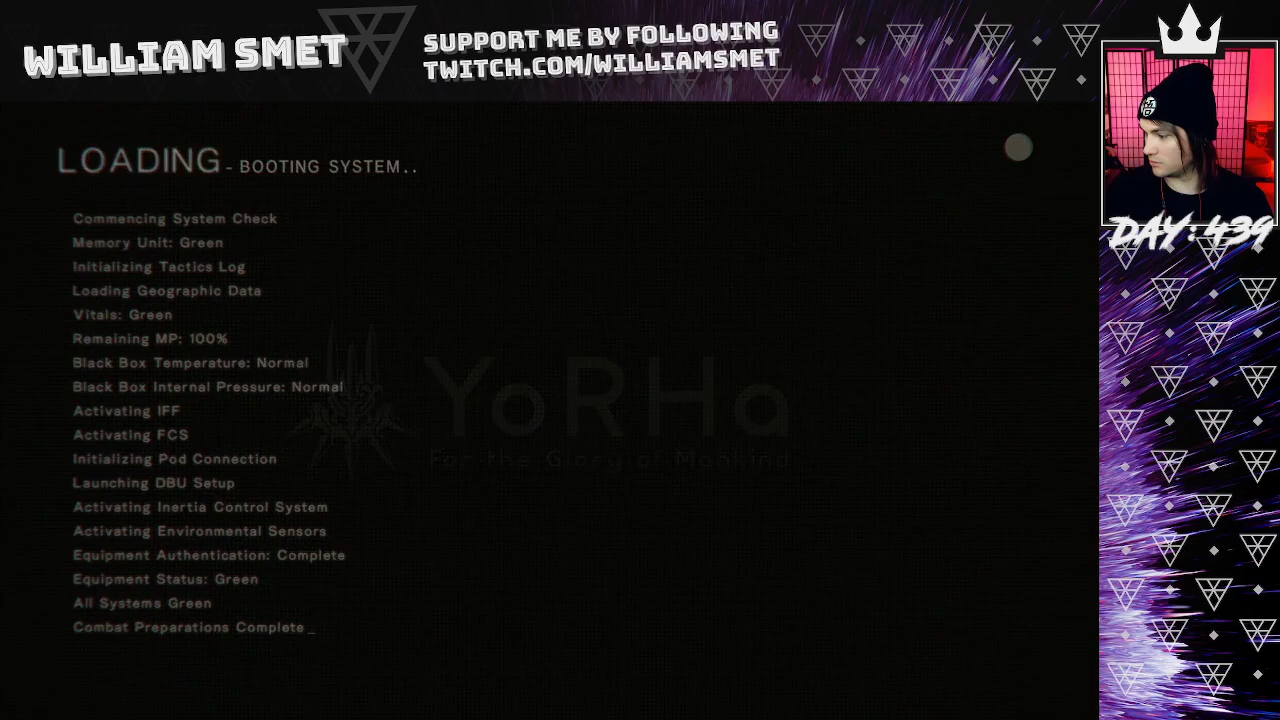 WILLIAM SMET
SUPPORT ME BY FOLLOWING
TWITCH.COM/WILLIAMSMET
DAY:439
LOADING - BOOTING SYSTEM..
Commencing System Check
Memory Unit: Green
Initializing Tactics Log
Loading Geographic Data
Vitals: Green
Remaining MP: 100%
Black Box Temperature: Normal
Black Box Internal Pressure: Normal
Activating IFF
Activating FCS
Initializing Pod Connection
Launching DBU Setup
Activating Inertia Control System
Activating Environmental Sensors
Equipment Authentication: Complete
Equipment Status: Green
All Systems Green
Combat Preparations Complete _
YoRHa
For the Glory of Mankind